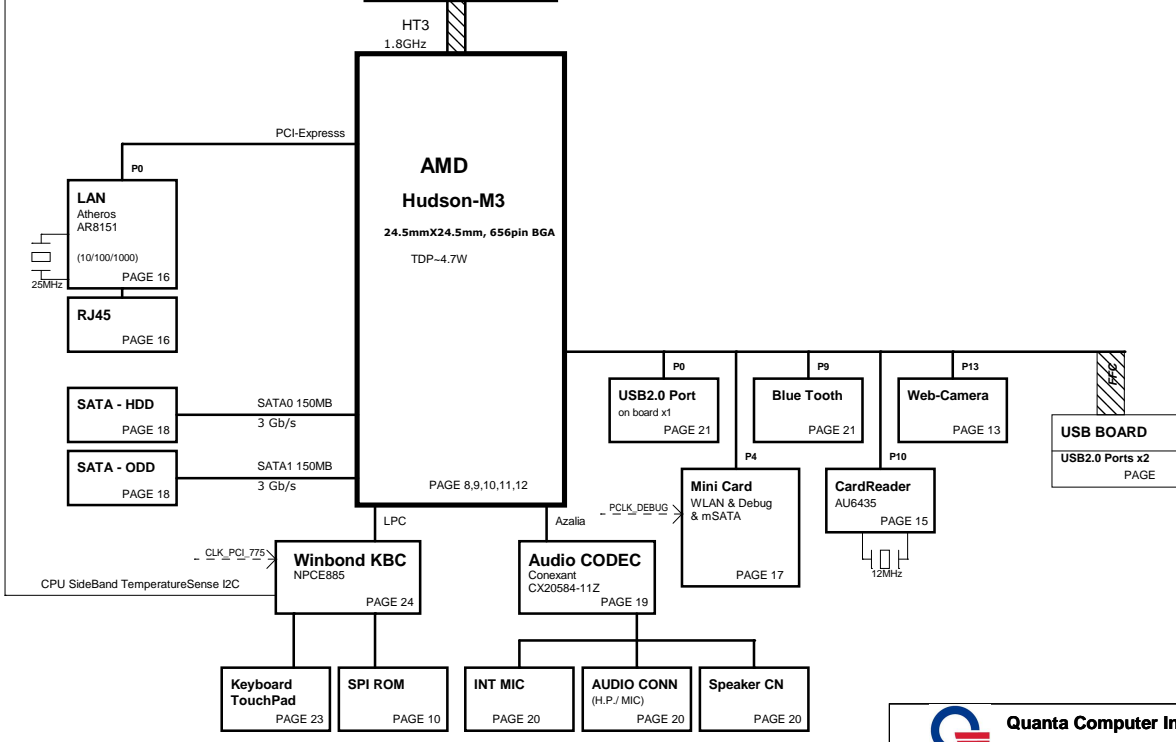 HT3
1.8GHz
PCI-Expresss
P0
LAN
Atheros
AR8151
(10/100/1000)
PAGE 16
25MHz
RJ45
PAGE 16
AMD
Hudson-M3
24.5mmX24.5mm, 656pin BGA
TDP~4.7W
PAGE 8,9,10,11,12
SATA - HDD
PAGE 18
SATA0 150MB
3 Gb/s
SATA - ODD
PAGE 18
SATA1 150MB
3 Gb/s
P0
USB2.0 Port
on board x1
PAGE 21
P9
Blue Tooth
PAGE 21
P13
Web-Camera
PAGE 13
FFC
USB BOARD
USB2.0 Ports x2
PAGE
P4
Mini Card
WLAN & Debug
& mSATA
PAGE 17
PCLK_DEBUG
P10
CardReader
AU6435
PAGE 15
12MHz
LPC
Azalia
CLK_PCI_775
Winbond KBC
NPCE885
PAGE 24
CPU SideBand TemperatureSense I2C
Audio CODEC
Conexant
CX20584-11Z
PAGE 19
Keyboard
TouchPad
PAGE 23
SPI ROM
PAGE 10
INT MIC
PAGE 20
AUDIO CONN
(H.P./ MIC)
PAGE 20
Speaker CN
PAGE 20
Quanta Computer In